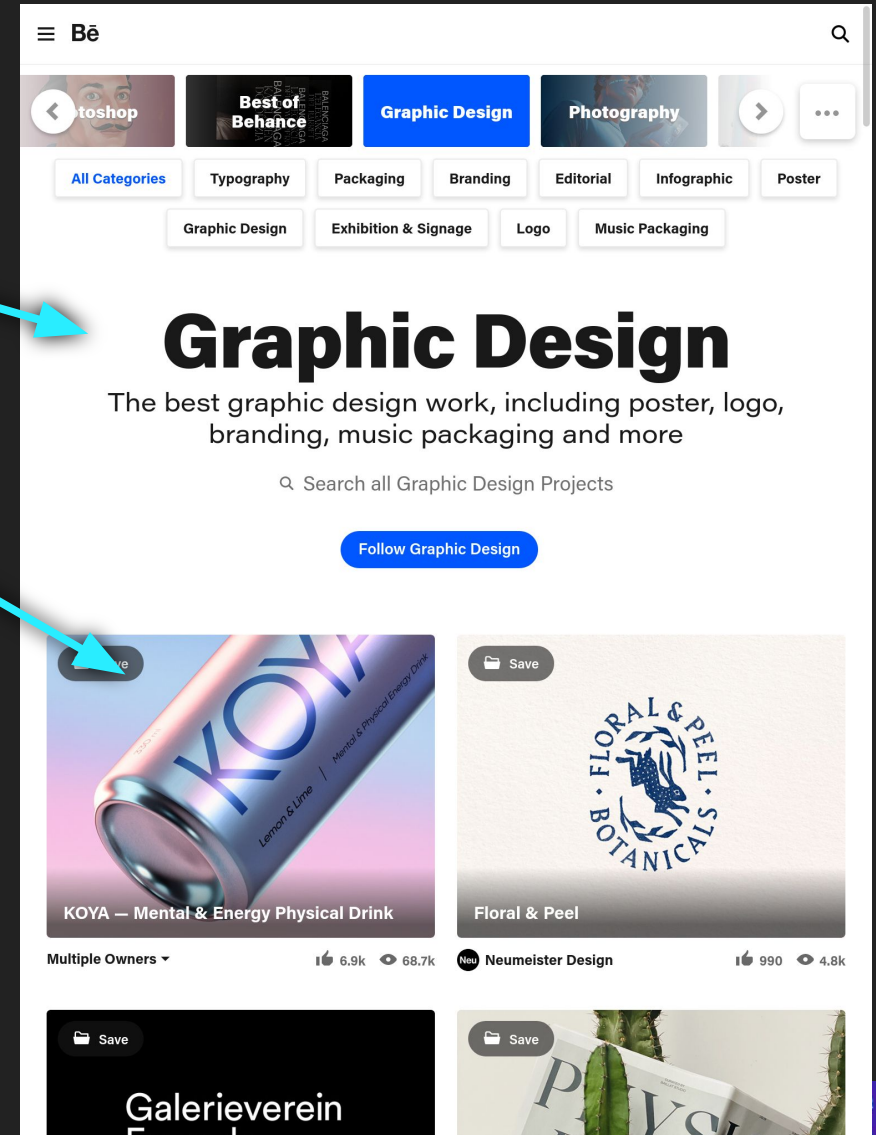 Bē
toshop
Best of
Behance
BALENCIAGA
Graphic Design
Photography
All Categories
Typography
Packaging
Branding
Editorial
Infographic
Poster
Graphic Design
Exhibition & Signage
Logo
Music Packaging
Graphic Design
The best graphic design work, including poster, logo,
branding, music packaging and more
Search all Graphic Design Projects
Follow Graphic Design
KOYA
Lemon & Lime | Mental & Physical Energy Drink
KOYA — Mental & Energy Physical Drink
Multiple Owners
6.9k
68.7k
Save
FLORAL & PEEL
BOTANICALS
Floral & Peel
Neu
Neumeister Design
990
4.8k
Save
Galerieverein
Save